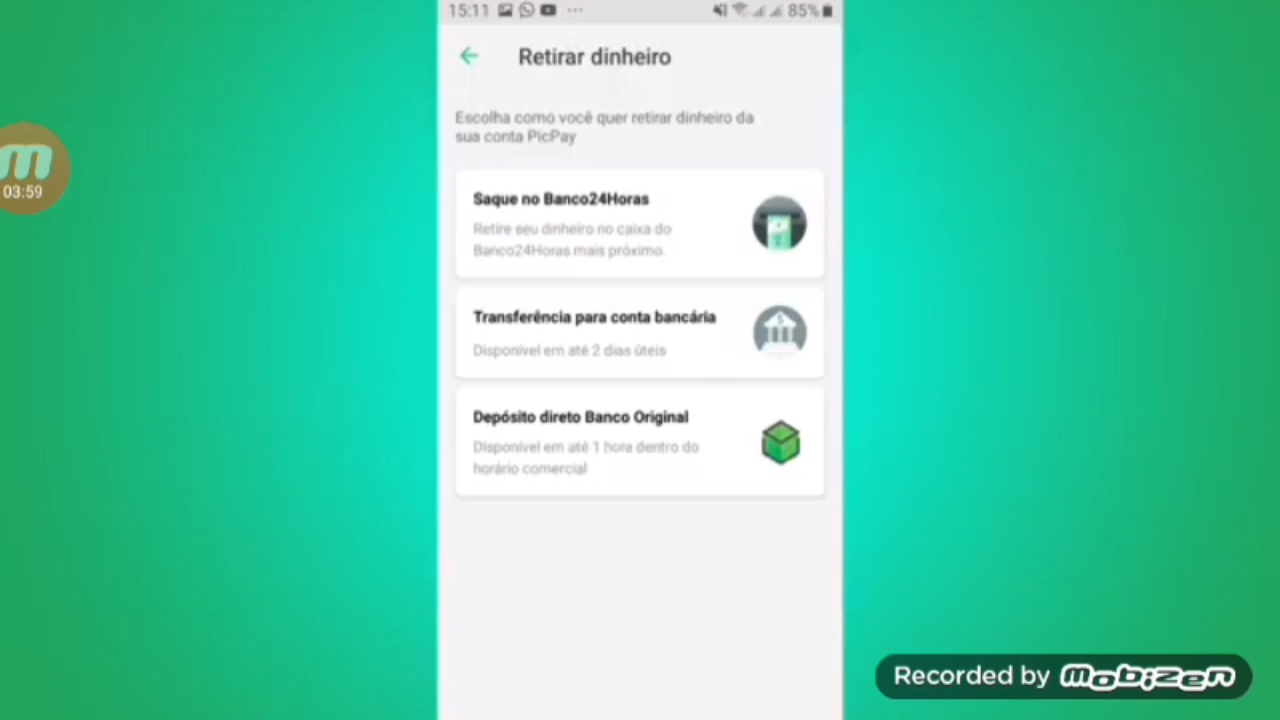 15:11
85%
Retirar dinheiro
Escolha como você quer retirar dinheiro da
sua conta PicPay
Saque no Banco24Horas
Retire seu dinheiro no caixa do
Banco24Horas mais próximo.
Transferência para conta bancária
Disponível em até 2 dias úteis
Depósito direto Banco Original
Disponível em até 1 hora dentro do
horário comercial
m
03:59
Recorded by Mobizen